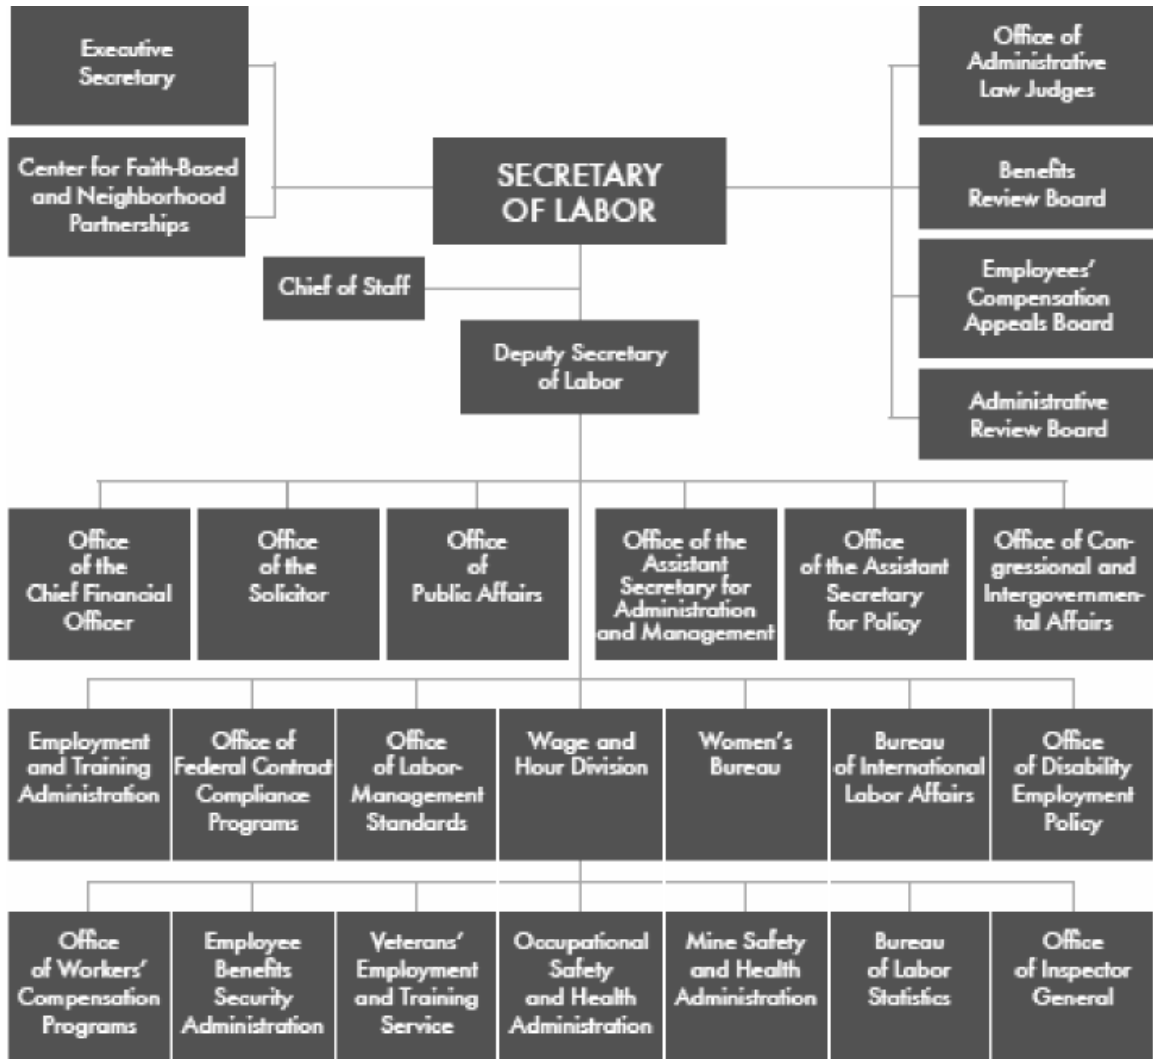 Executive
Secretary
Center for Faith-Based
and Neighborhood
Partnerships
SECRETARY
OF LABOR
Chief of Staff
Deputy Secretary
of Labor
Office of
Administrative
Law Judges
Benefits
Review Board
Employees’
Compensation
Appeals Board
Administrative
Review Board
Office
of the
Chief Financial
Officer
Office
of the
Solicitor
Office
of
Public Affairs
Office of the
Assistant
Secretary for
Administration
and Management
Office
of the Assistant
Secretary
for Policy
Office of Con-
gressional and
Intergovernmen-
tal Affairs
Employment
and Training
Administration
Office of
Federal Contract
Compliance
Programs
Office
of Labor-
Management
Standards
Wage and
Hour Division
Women’s
Bureau
Bureau
of International
Labor Affairs
Office
of Disability
Employment
Policy
Office
of Workers’
Compensation
Programs
Employee
Benefits
Security
Administration
Veterans’
Employment
and Training
Service
Occupational
Safety
and Health
Administration
Mine Safety
and Health
Administration
Bureau
of Labor
Statistics
Office
of Inspector
General